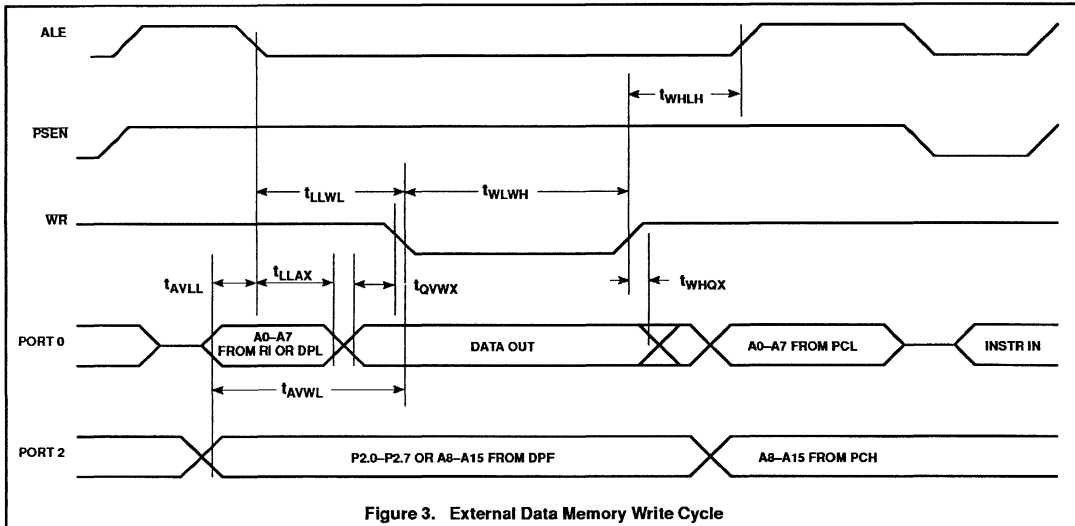 ALE
tWHLH
PSEN
tLLWL
tWLWH
WR
tAVLL
tLLAX
tQVWX
tWHQX
PORT 0
A0–A7
FROM RI OR DPL
DATA OUT
A0–A7 FROM PCL
INSTR IN
tAVWL
PORT 2
P2.0–P2.7 OR A8–A15 FROM DPF
A8–A15 FROM PCH
Figure 3. External Data Memory Write Cycle